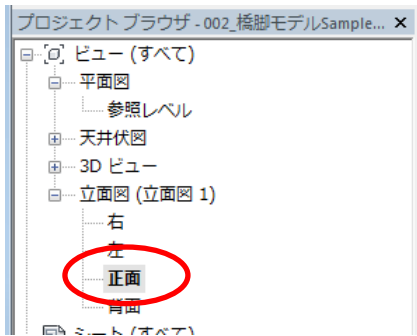 プロジェクト ブラウザ - 002_橋脚モデルSample...
ビュー (すべて)
平面図
参照レベル
天井伏図
3D ビュー
立面図 (立面図 1)
右
左
正面
背面
シート (すべて)